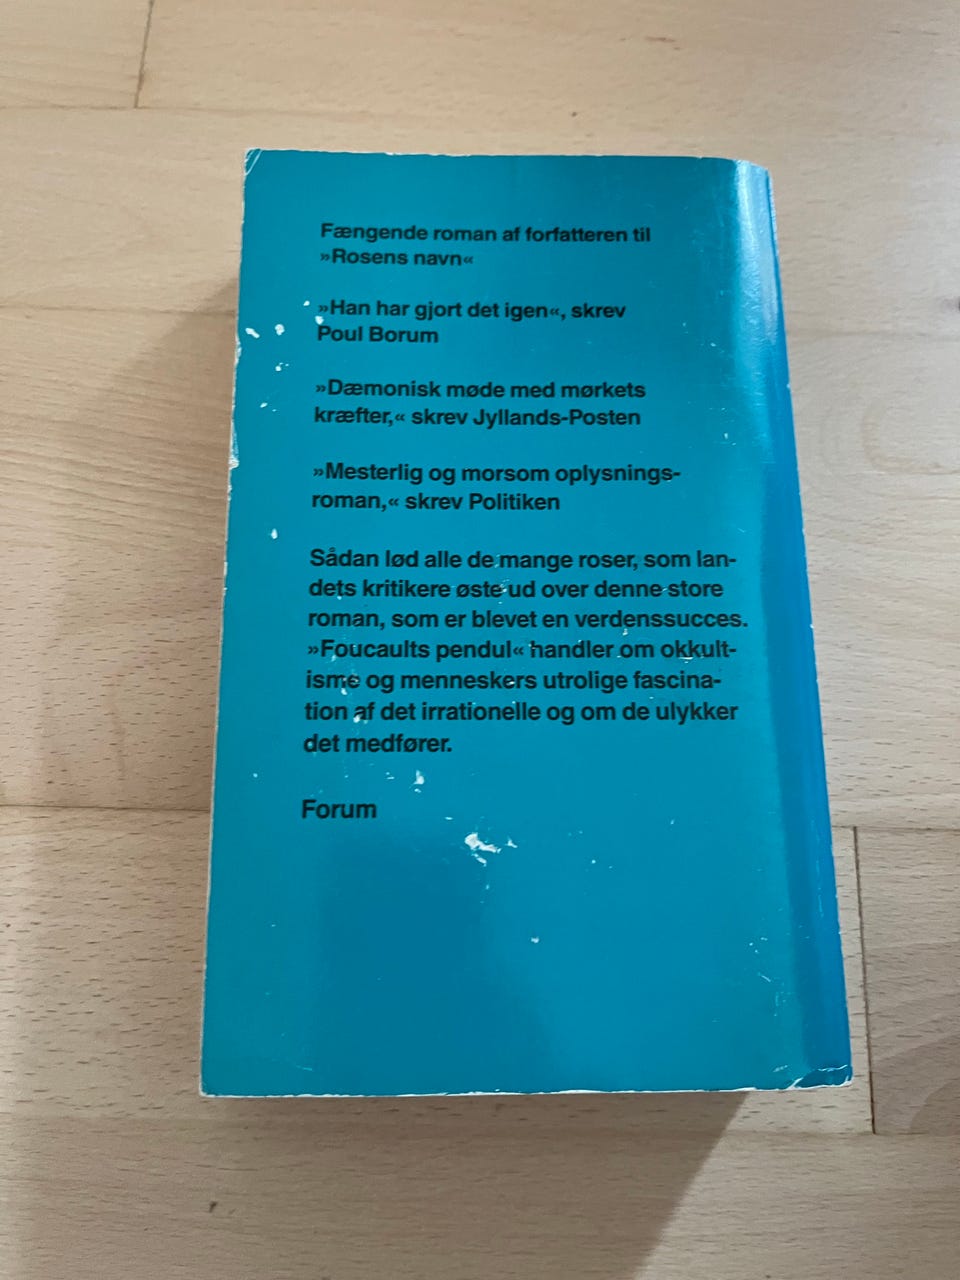 Fængende roman af forfatteren til
»Rosens navn«
»Han har gjort det igen«, skrev
Poul Borum
»Dæmonisk møde med mørkets
kræfter,« skrev Jyllands-Posten
»Mesterlig og morsom oplysnings-
roman,« skrev Politiken
Sådan lød alle de mange roser, som lan-
dets kritikere øste ud over denne store
roman, som er blevet en verdenssucces.
»Foucaults pendul« handler om okkult-
isme og menneskers utrolige fascina-
tion af det irrationelle og om de ulykker
det medfører.
Forum